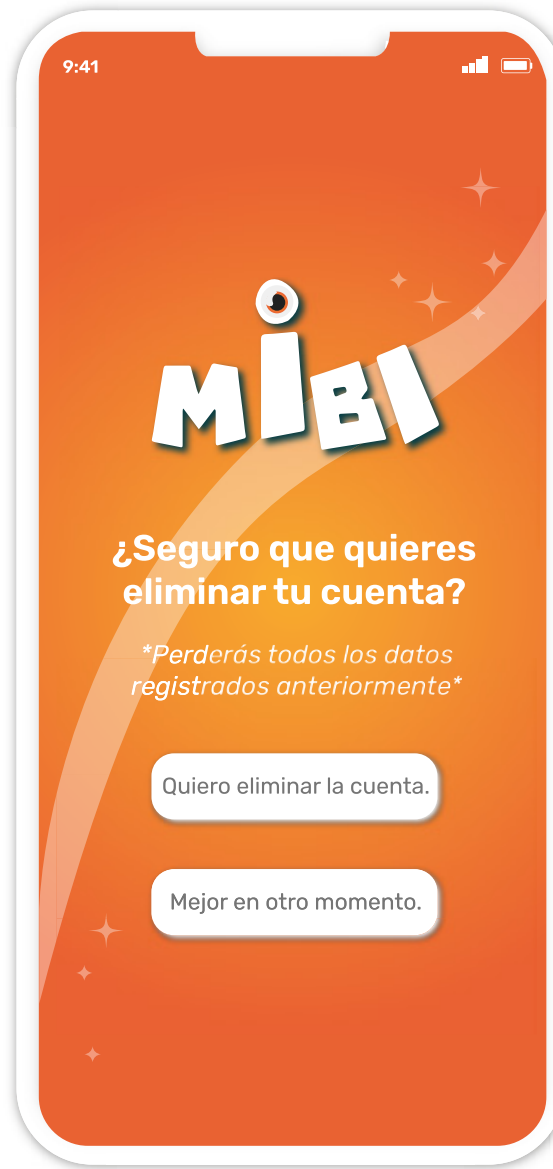 9:41
MIBI
¿Seguro que quieres
eliminar tu cuenta?
*Perderás todos los datos
registrados anteriormente*
Quiero eliminar la cuenta.
Mejor en otro momento.